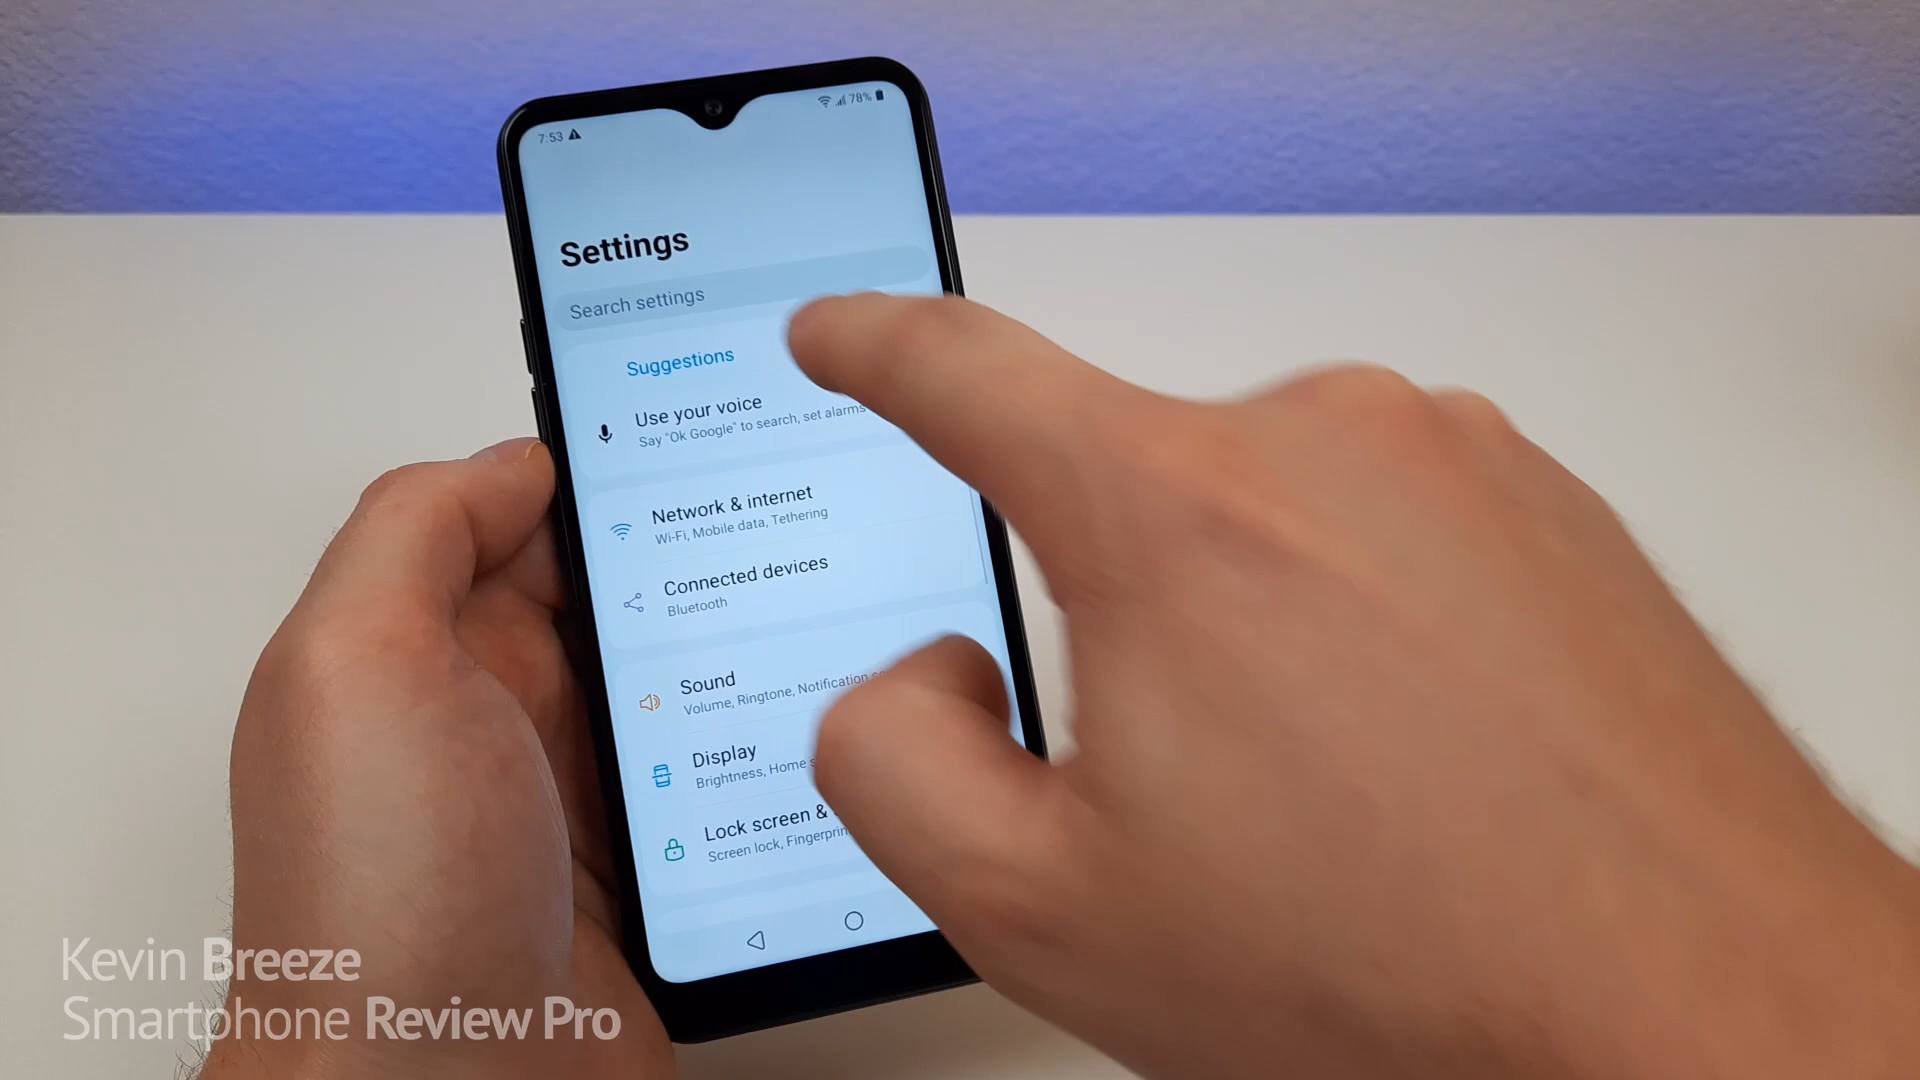 7:53
78%
Settings
Search settings
Suggestions
Use your voice
Say "Ok Google" to search, set alarms
Network & internet
Wi-Fi, Mobile data, Tethering
Connected devices
Bluetooth
Sound
Volume, Ringtone, Notification
Display
Brightness, Home
Lock screen &
Screen lock, Fingerprin
Kevin Breeze
Smartphone Review Pro